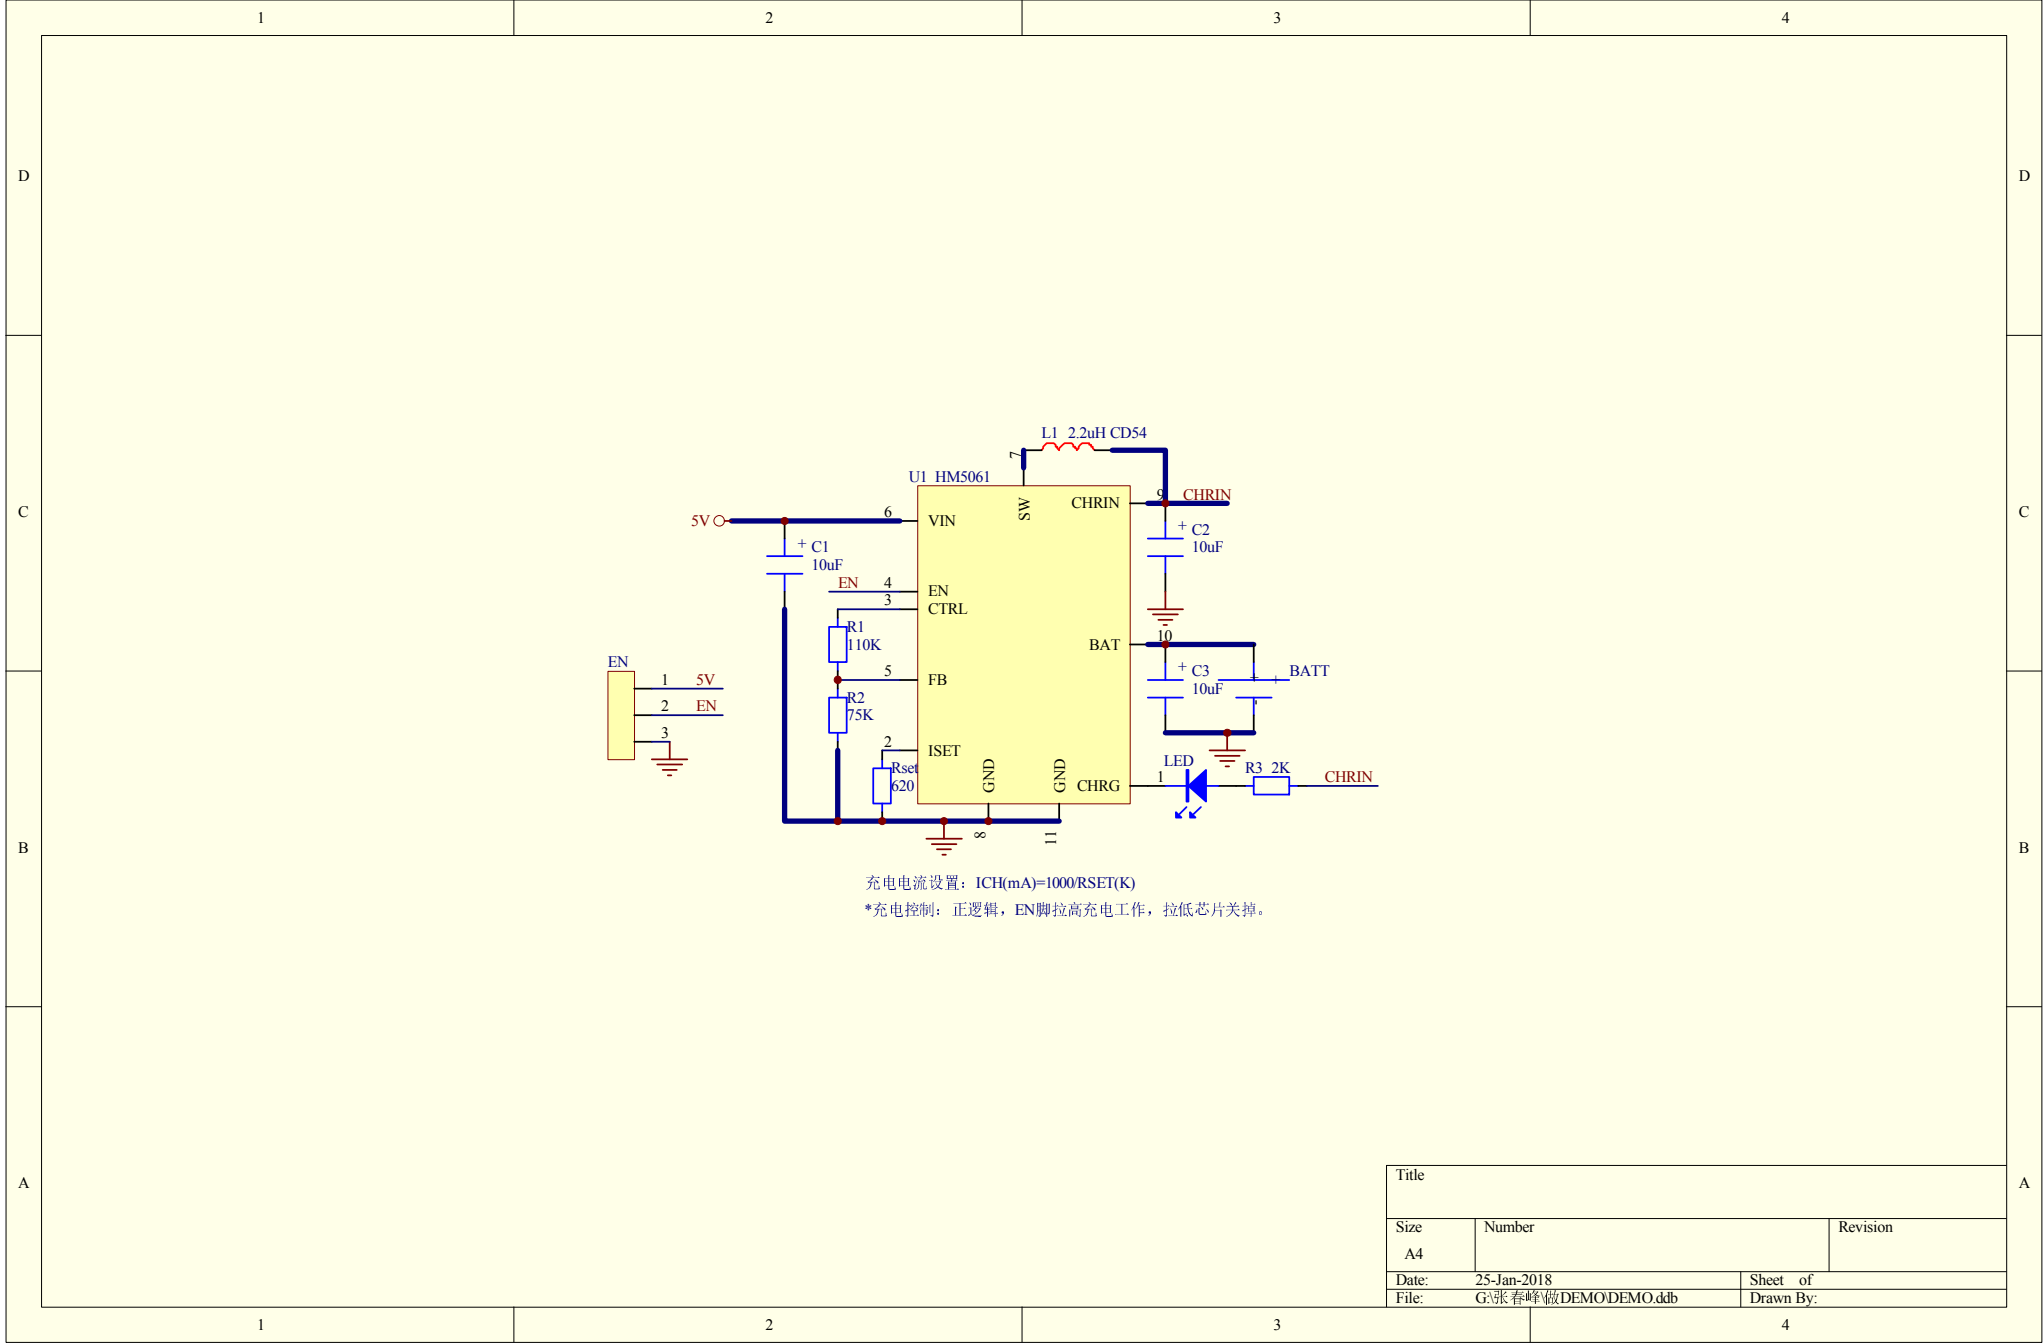 1 2 3 4
D D
L1 2.2uH CD54
7
U1 HM5061
SW
CHRIN 9 CHRIN
C C
5V 6 VIN
C1
10uF
C2
10uF
EN 4 EN
3 CTRL
R1
110K
BAT 10
5 FB
R2
75K
C3
10uF
BATT
EN
1 5V
2 EN
3
2 ISET
Rset
620
GND
GND
CHRG 1
LED
R3 2K
CHRIN
8
11
B B
充电电流设置：ICH(mA)=1000/RSET(K)
*充电控制：正逻辑，EN脚拉高充电工作，拉低芯片关掉。
A A
Title
Size Number Revision
A4
Date: 25-Jan-2018 Sheet of
File: G:\张春峰\做DEMO\DEMO.ddb Drawn By:
1 2 3 4